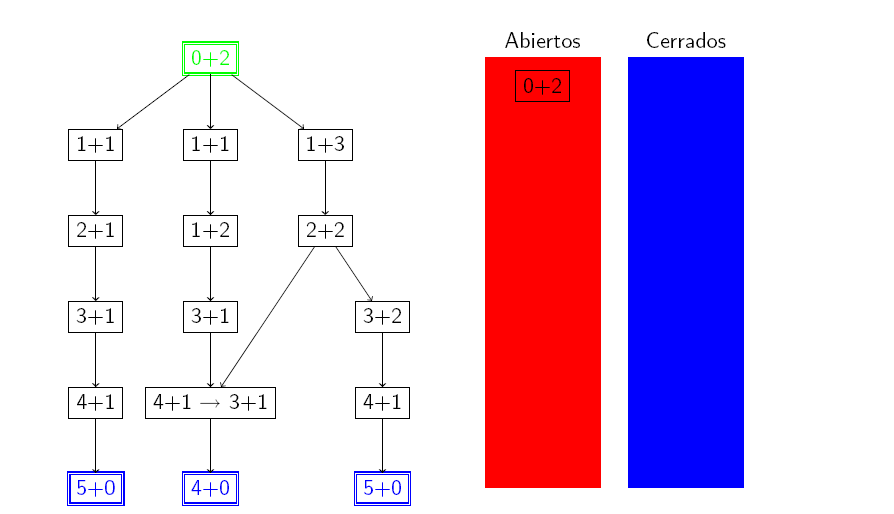 Abiertos Cerrados
0+2 0+2
1+1 1+1 1+3
2+1 1+2 2+2
3+1 3+1 3+2
4+1 4+1 → 3+1 4+1
5+0 4+0 5+0